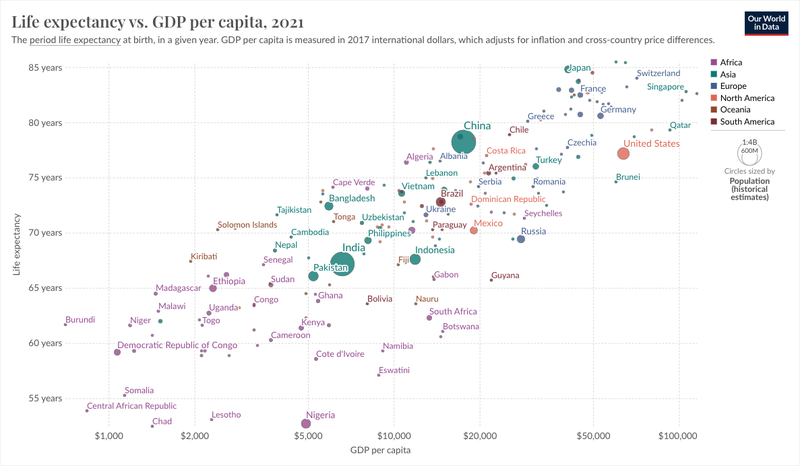 Life expectancy vs. GDP per capita, 2021
Our World
in Data
The period life expectancy at birth, in a given year. GDP per capita is measured in 2017 international dollars, which adjusts for inflation and cross-country price differences.
85 years
Japan
Switzerland
Singapore
France
Germany
Greece
80 years
China
Chile
Qatar
Czechia
United States
Costa Rica
Albania
Algeria
Turkey
Argentina
Lebanon
75 years
Brunei
Cape Verde
Vietnam
Serbia
Romania
Bangladesh
Brazil
Dominican Republic
Tajikistan
Ukraine
Seychelles
Tonga
Uzbekistan
Solomon Islands
Paraguay
Mexico
70 years
Cambodia
Philippines
Russia
Nepal
India
Indonesia
Kiribati
Senegal
Pakistan
Fiji
Ethiopia
Sudan
Gabon
Guyana
65 years
Madagascar
Congo
Ghana
Bolivia
Nauru
Malawi
Uganda
South Africa
Burundi
Niger
Togo
Kenya
Botswana
Cameroon
60 years
Democratic Republic of Congo
Cote d'Ivoire
Namibia
Eswatini
Somalia
55 years
Central African Republic
Chad
Lesotho
Nigeria
Life expectancy
$1,000
$2,000
$5,000
$10,000
$20,000
$50,000
$100,000
GDP per capita
Africa
Asia
Europe
North America
Oceania
South America
1:4B
600M
Circles sized by
Population
(historical
estimates)